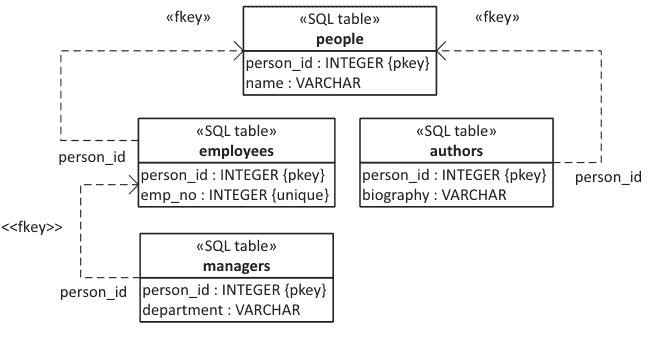 «fkey»
«SQL table»
«fkey»
people
person_id : INTEGER {pkey}
name : VARCHAR
«SQL table»
employees
person_id : INTEGER {pkey}
emp_no : INTEGER {unique}
person_id
«SQL table»
authors
person_id : INTEGER {pkey}
biography : VARCHAR
person_id
<<fkey>>
«SQL table»
managers
person_id : INTEGER {pkey}
department : VARCHAR
person_id